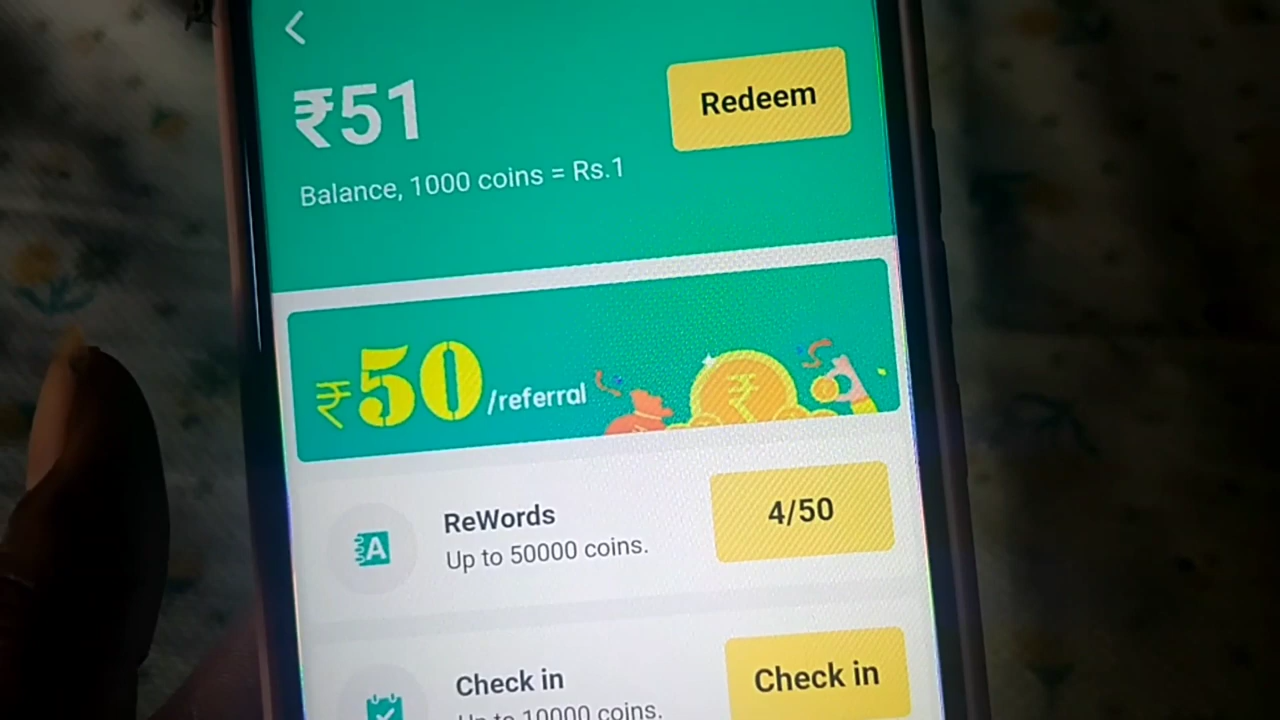 ₹51
Redeem
Balance, 1000 coins = Rs.1
₹50/referral
ReWords
Up to 50000 coins.
4/50
Check in
Up to 10000 coins.
Check in